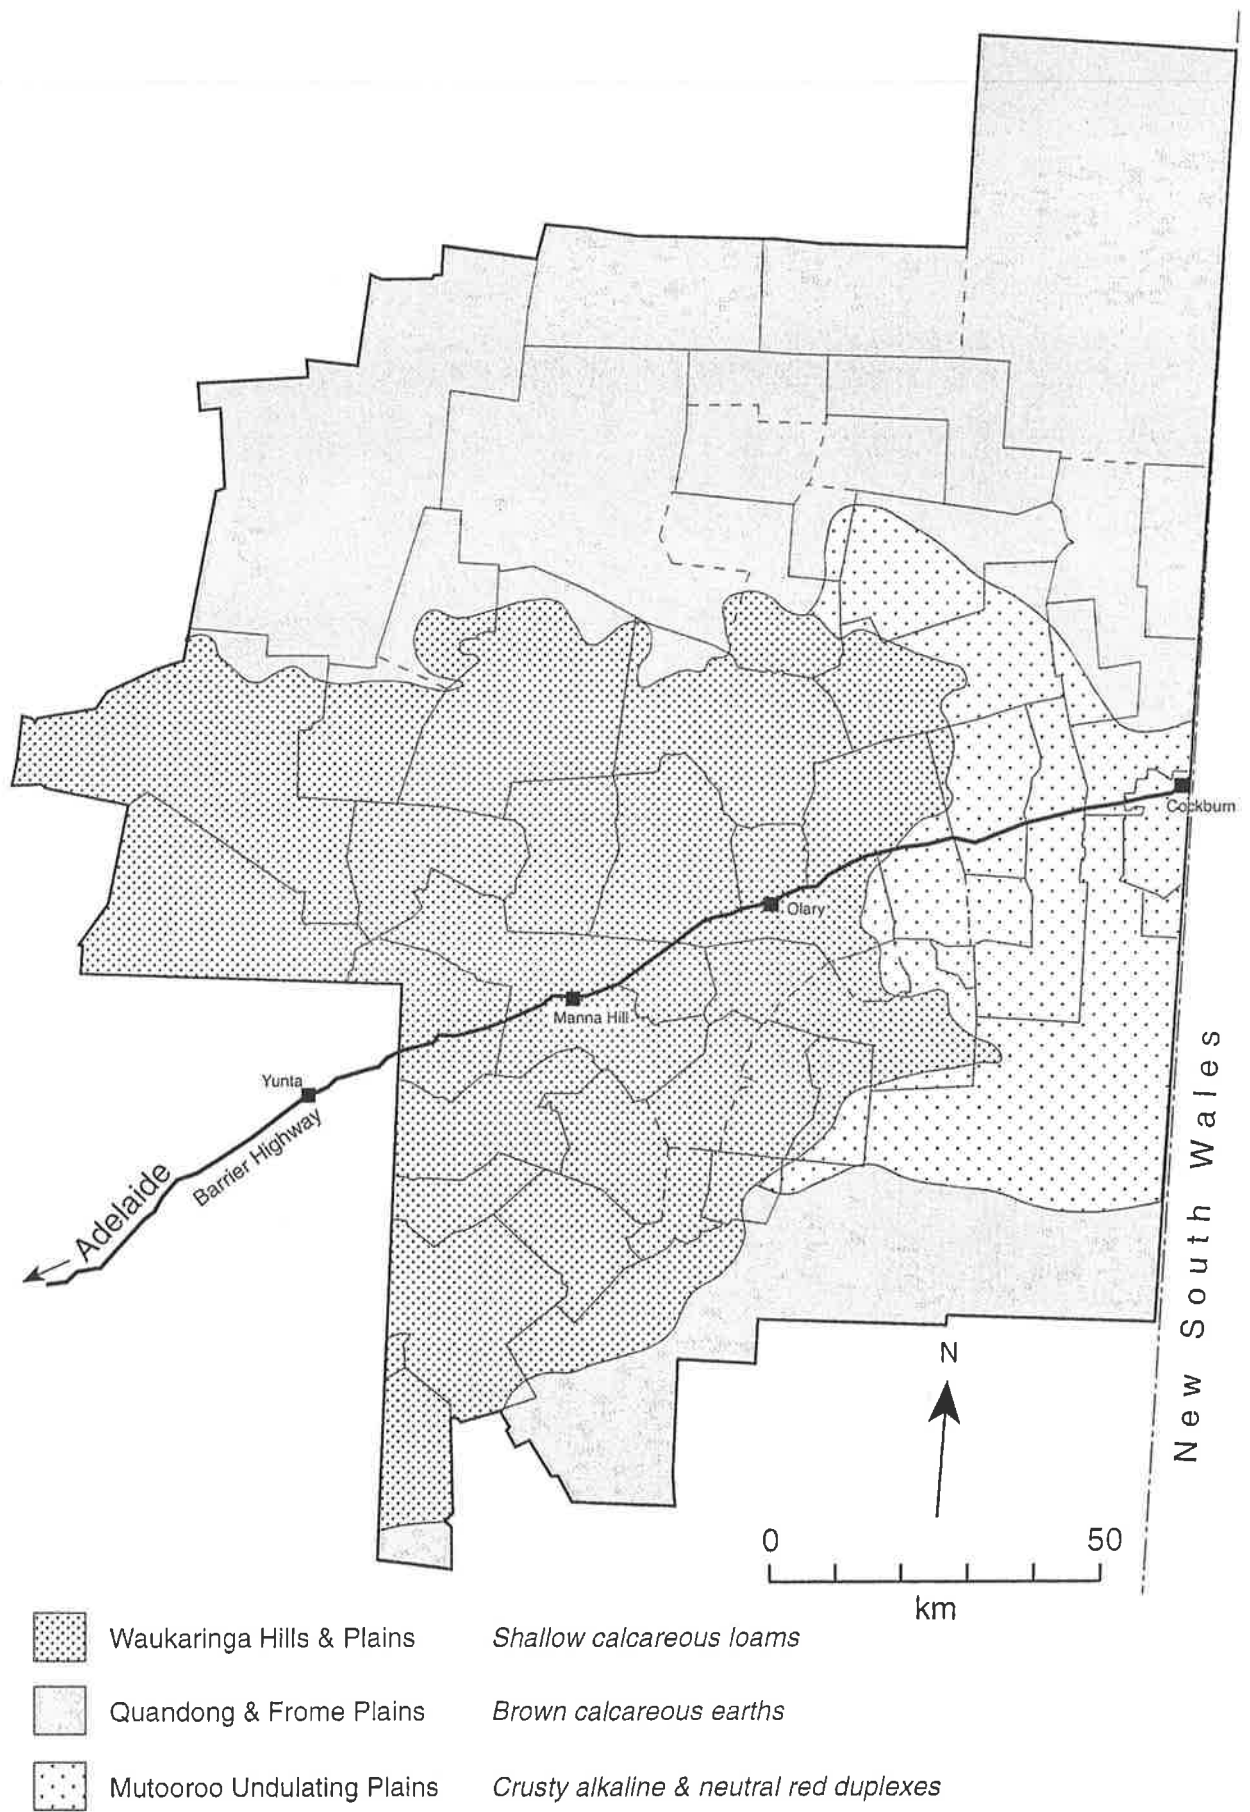 Cockburn
Olary
Manna Hill
Yunta
Barrier Highway
Adelaide
New South Wales
N
0 50
km
Waukaringa Hills & Plains Shallow calcareous loams
Quandong & Frome Plains Brown calcareous earths
Mutooroo Undulating Plains Crusty alkaline & neutral red duplexes